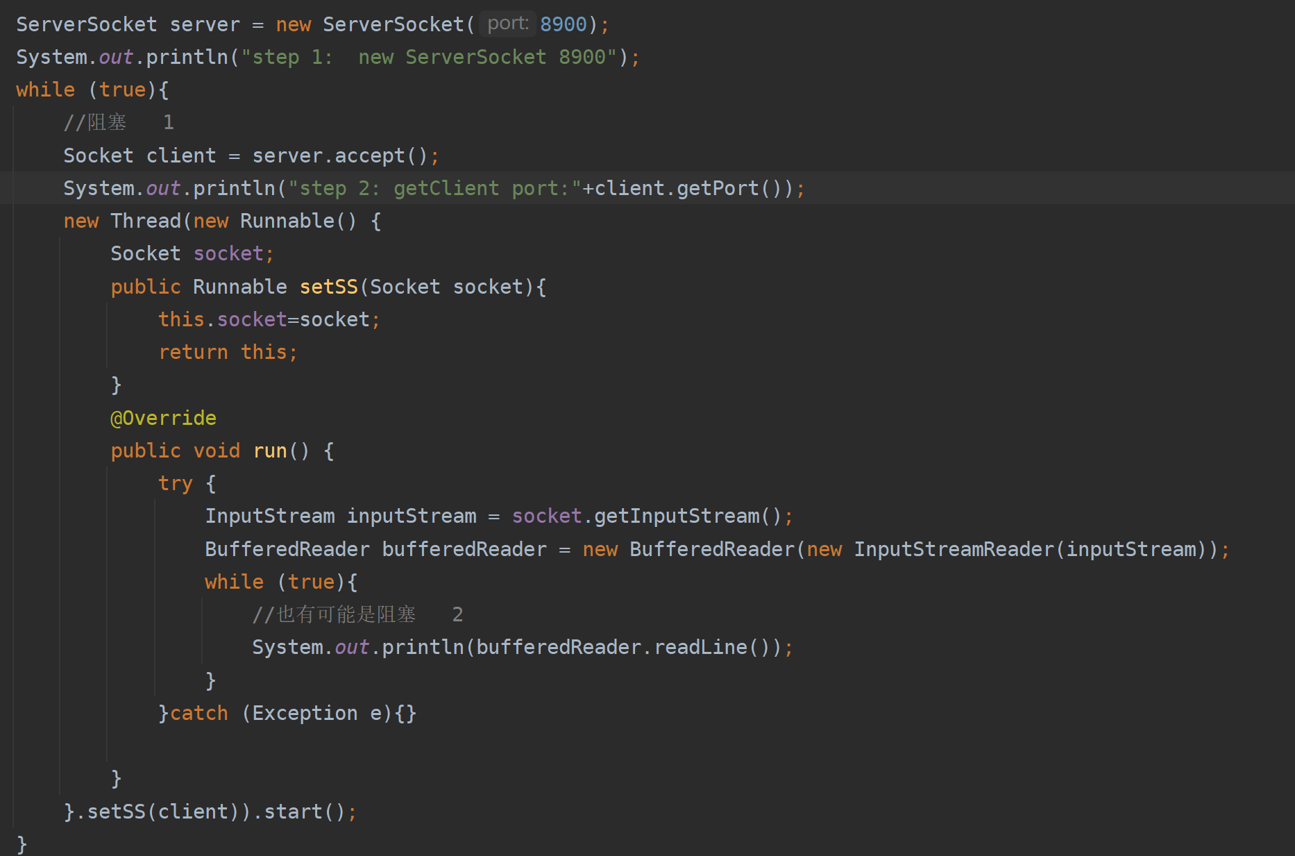 ServerSocket server = new ServerSocket( port: 8900);
System.out.println("step 1:  new ServerSocket 8900");
while (true){
    //阻塞   1
    Socket client = server.accept();
    System.out.println("step 2: getClient port:"+client.getPort());
    new Thread(new Runnable() {
        Socket socket;
        public Runnable setSS(Socket socket){
            this.socket=socket;
            return this;
        }
        @Override
        public void run() {
            try {
                InputStream inputStream = socket.getInputStream();
                BufferedReader bufferedReader = new BufferedReader(new InputStreamReader(inputStream));
                while (true){
                    //也有可能是阻塞   2
                    System.out.println(bufferedReader.readLine());
                }
            }catch (Exception e){}
        }
    }.setSS(client)).start();
}